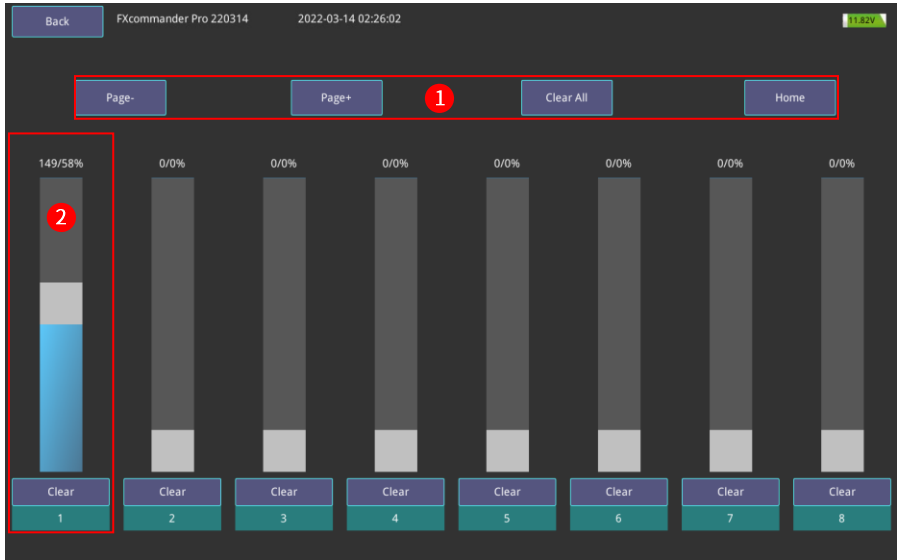 Back FXcommander Pro 220314 2022-03-14 02:26:02 11.82V
Page- Page+ 1 Clear All Home
149/58% 0/0% 0/0% 0/0% 0/0% 0/0% 0/0% 0/0%
2
Clear Clear Clear Clear Clear Clear Clear Clear
1 2 3 4 5 6 7 8